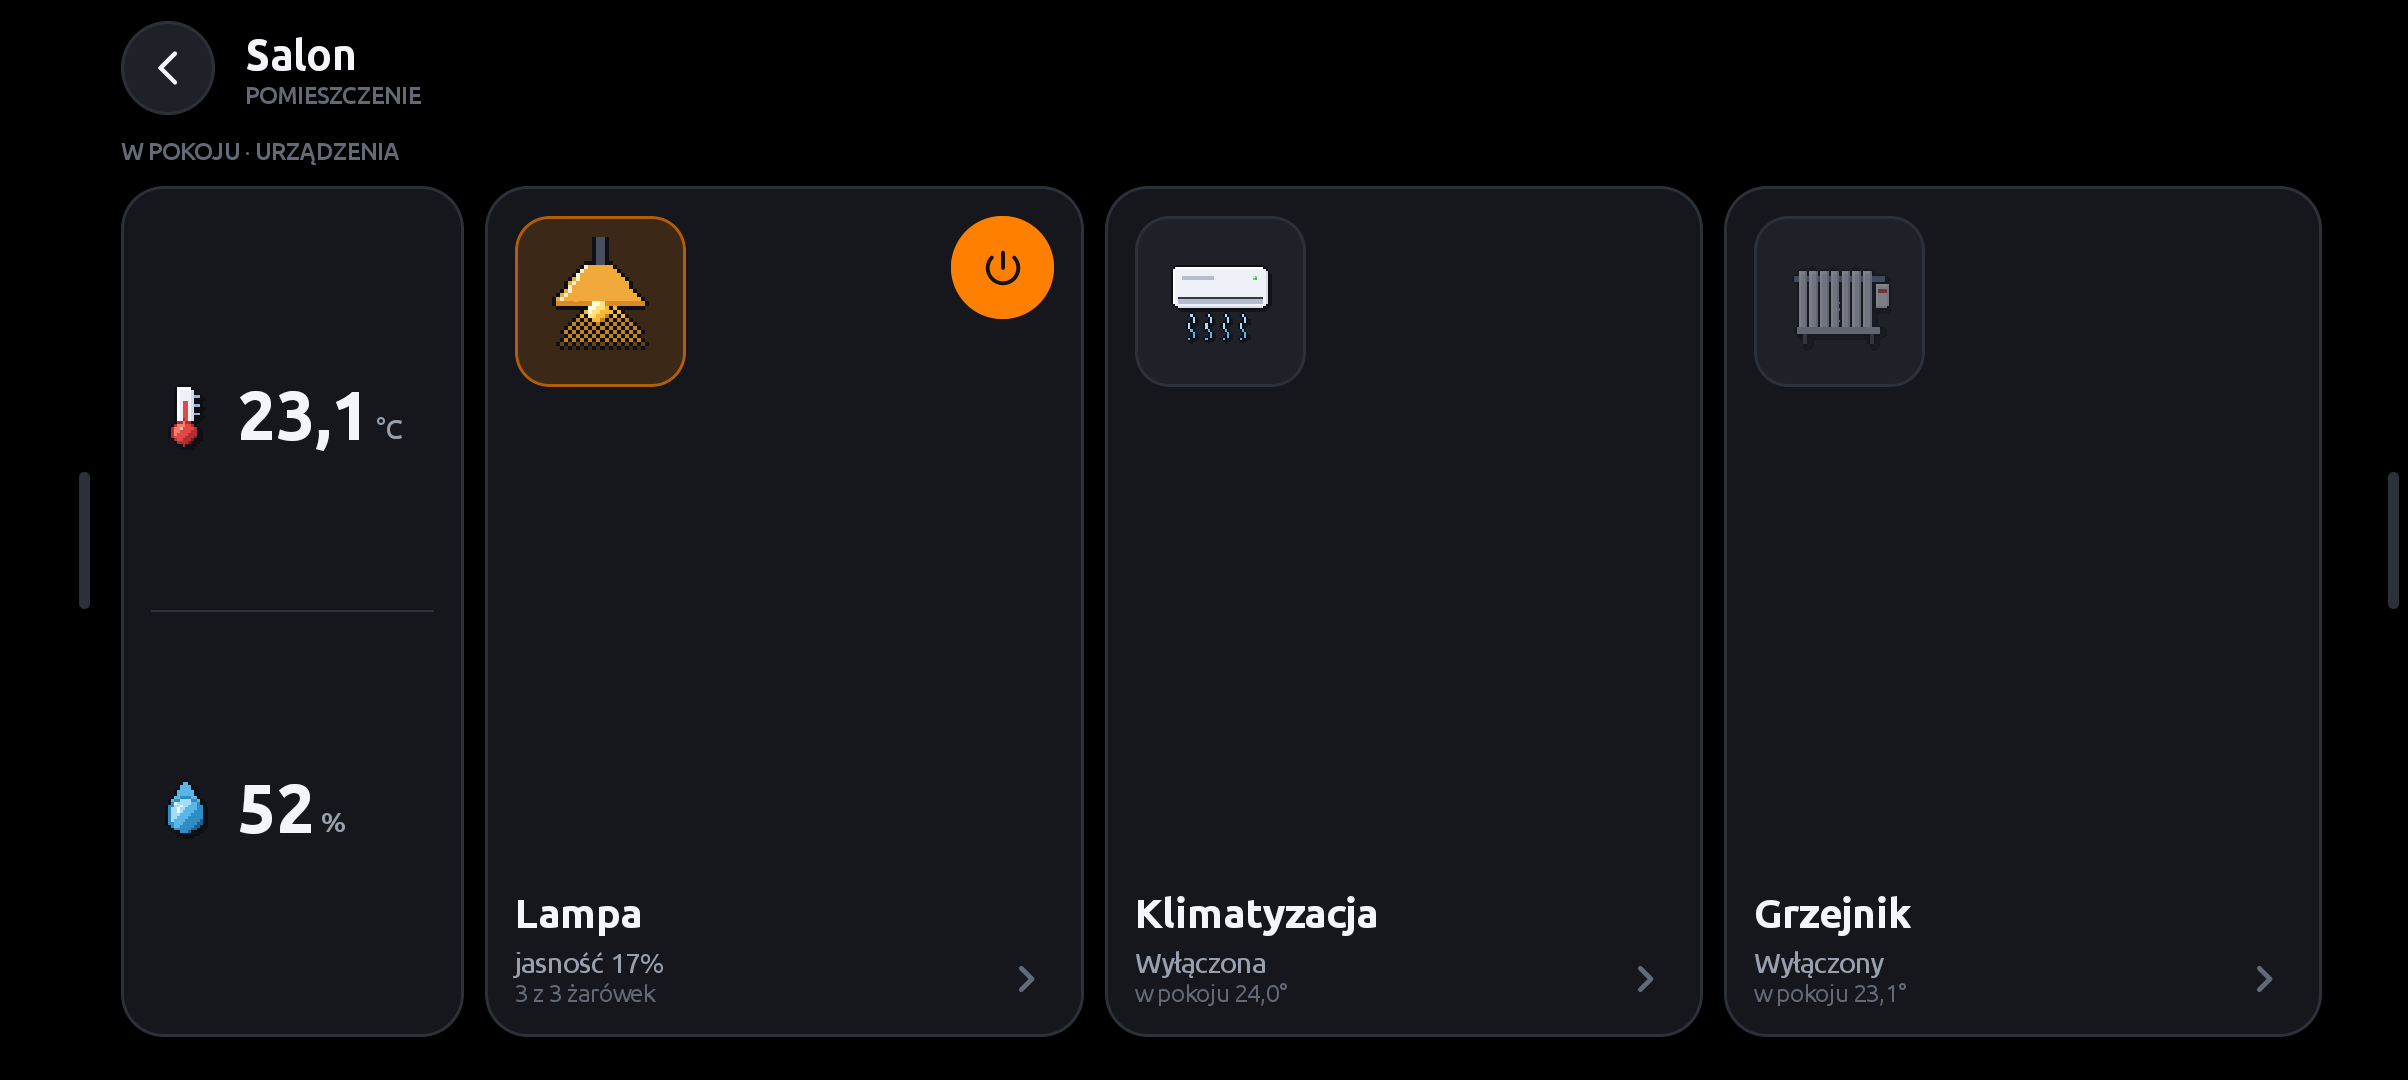 Salon
POMIESZCZENIE
W POKOJU · URZĄDZENIA
23,1 °C
52 %
Lampa
jasność 17%
3 z 3 żarówek
Klimatyzacja
Wyłączona
w pokoju 24,0°
Grzejnik
Wyłączony
w pokoju 23,1°